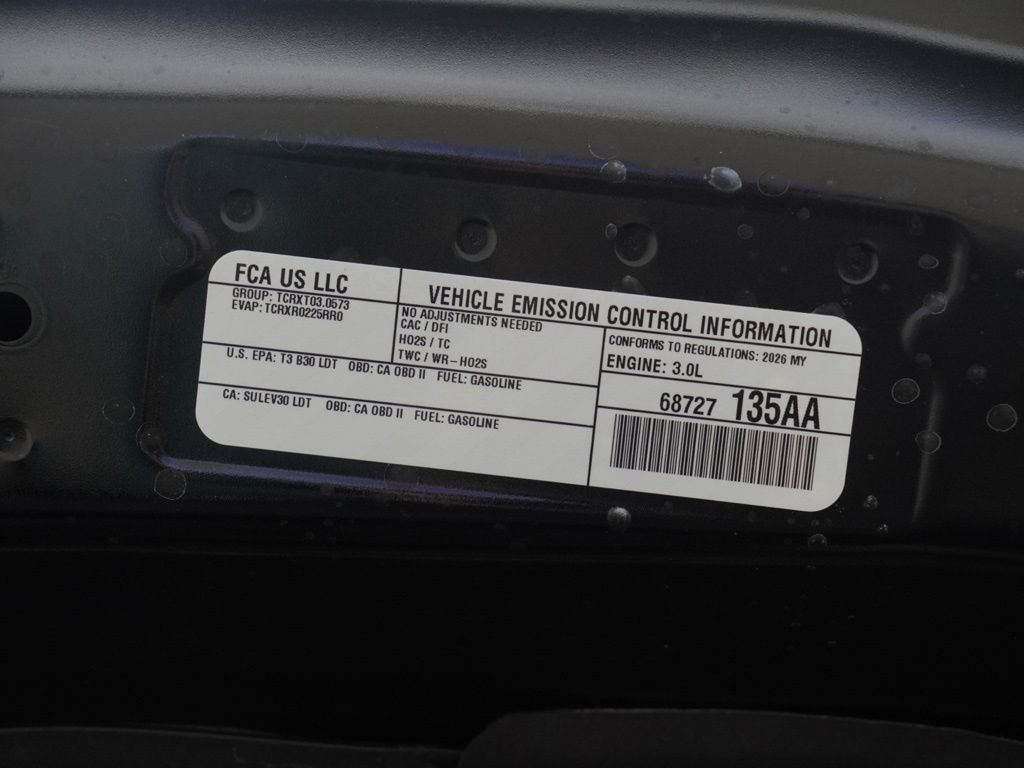 FCA US LLC
GROUP: TCRXT03.0573
EVAP: TCRXR0225RR0
VEHICLE EMISSION CONTROL INFORMATION
NO ADJUSTMENTS NEEDED
CAC / DFI
HO2S / TC
TWC / WR-HO2S
CONFORMS TO REGULATIONS: 2026 MY
ENGINE: 3.0L
U.S. EPA: T3 B30 LDT OBD: CA OBD II FUEL: GASOLINE
CA: SULEV30 LDT OBD: CA OBD II FUEL: GASOLINE
68727 135AA